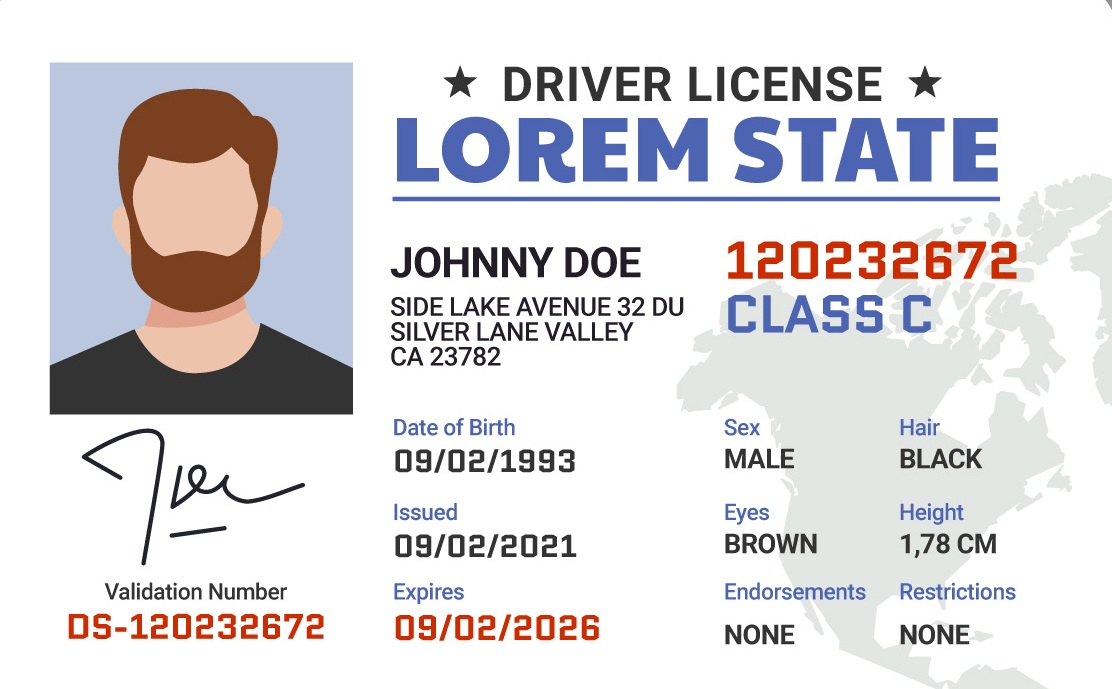 ★ DRIVER LICENSE ★
LOREM STATE
JOHNNY DOE
SIDE LAKE AVENUE 32 DU
SILVER LANE VALLEY
CA 23782
120232672
CLASS C
Date of Birth
09/02/1993
Sex
MALE
Hair
BLACK
Issued
09/02/2021
Eyes
BROWN
Height
1,78 CM
Validation Number
DS-120232672
Expires
09/02/2026
Endorsements
NONE
Restrictions
NONE